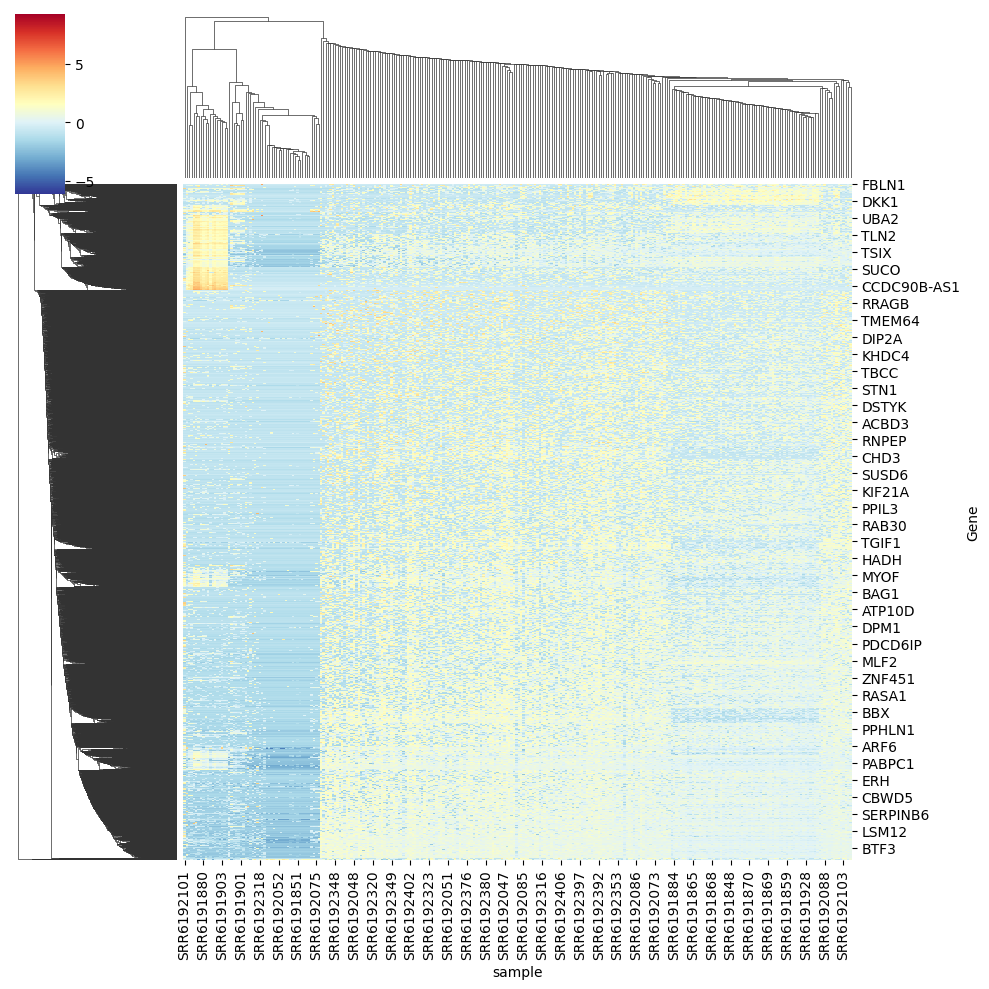 5
0
−5
FBLN1
DKK1
UBA2
TLN2
TSIX
SUCO
CCDC90B-AS1
RRAGB
TMEM64
DIP2A
KHDC4
TBCC
STN1
DSTYK
ACBD3
RNPEP
CHD3
SUSD6
KIF21A
PPIL3
RAB30
TGIF1
HADH
MYOF
BAG1
ATP10D
DPM1
PDCD6IP
MLF2
ZNF451
RASA1
BBX
PPHLN1
ARF6
PABPC1
ERH
CBWD5
SERPINB6
LSM12
BTF3
Gene
SRR6192101
SRR6191880
SRR6191903
SRR6191901
SRR6192318
SRR6192052
SRR6191851
SRR6192075
SRR6192348
SRR6192048
SRR6192320
SRR6192349
SRR6192402
SRR6192323
SRR6192051
SRR6192376
SRR6192380
SRR6192047
SRR6192085
SRR6192316
SRR6192406
SRR6192397
SRR6192392
SRR6192353
SRR6192086
SRR6192073
SRR6191884
SRR6191865
SRR6191868
SRR6191848
SRR6191870
SRR6191869
SRR6191859
SRR6191928
SRR6192088
SRR6192103
sample